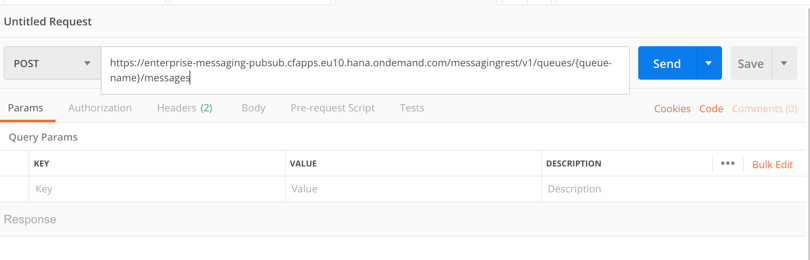 Untitled Request
POST
https://enterprise-messaging-pubsub.cfapps.eu10.hana.ondemand.com/messagingrest/v1/queues/{queue-
name}/messages
Send
Save
Params
Authorization
Headers (2)
Body
Pre-request Script
Tests
Cookies
Code
Comments (0)
Query Params
KEY
VALUE
DESCRIPTION
•••
Bulk Edit
Key
Value
Description
Response